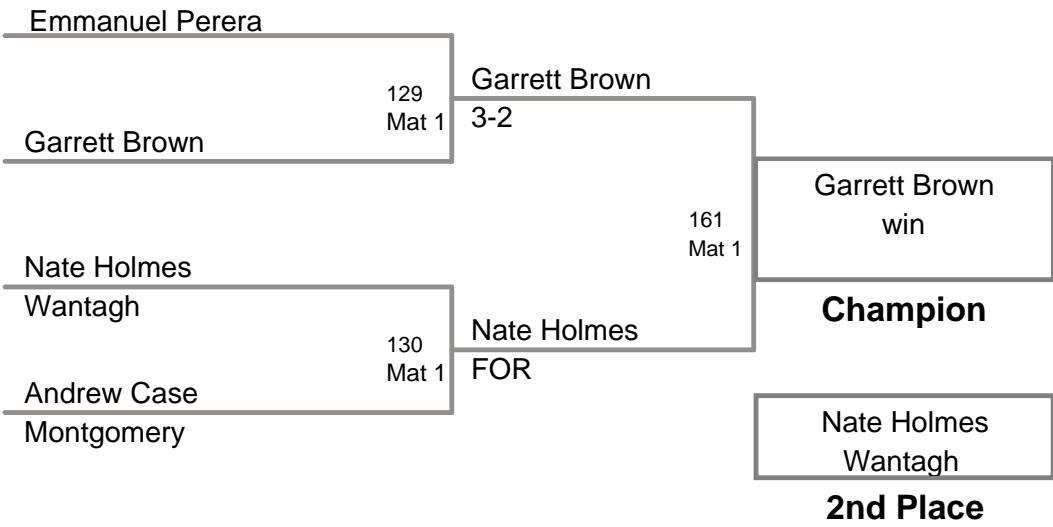 Emmanuel Perera
129
Mat 1
Garrett Brown
3-2
Garrett Brown
Garrett Brown
win
161
Mat 1
Nate Holmes
Wantagh
Champion
130
Mat 1
Nate Holmes
FOR
Andrew Case
Montgomery
Nate Holmes
Wantagh
2nd Place